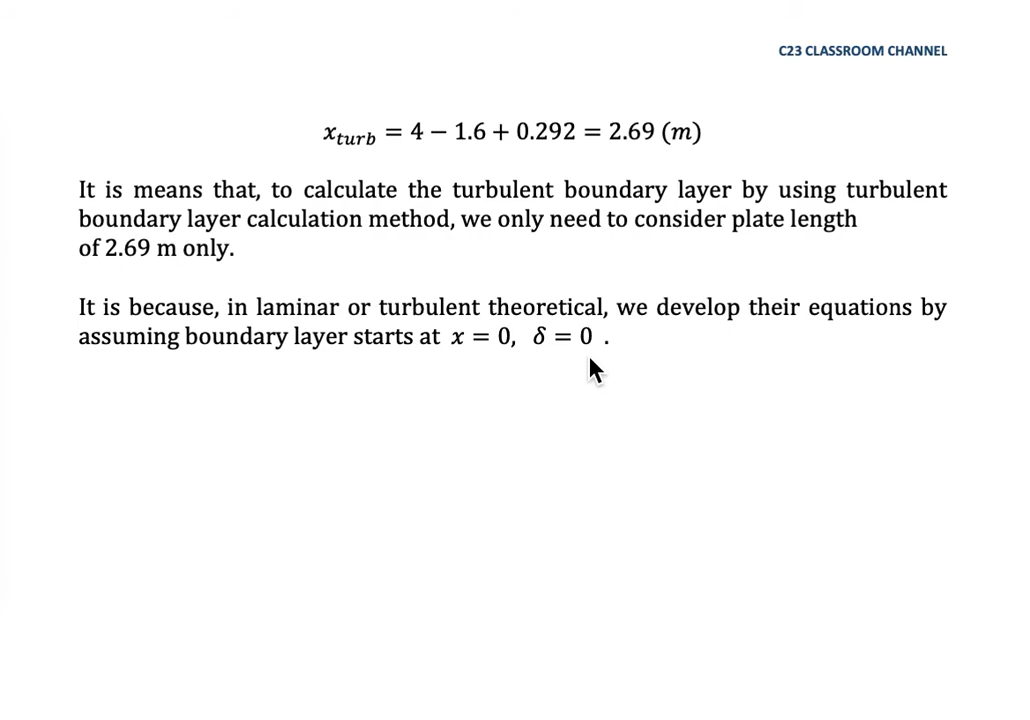 C23 CLASSROOM CHANNEL
x_turb = 4 − 1.6 + 0.292 = 2.69 (m)
It is means that, to calculate the turbulent boundary layer by using turbulent
boundary layer calculation method, we only need to consider plate length
of 2.69 m only.
It is because, in laminar or turbulent theoretical, we develop their equations by
assuming boundary layer starts at x = 0, δ = 0 .